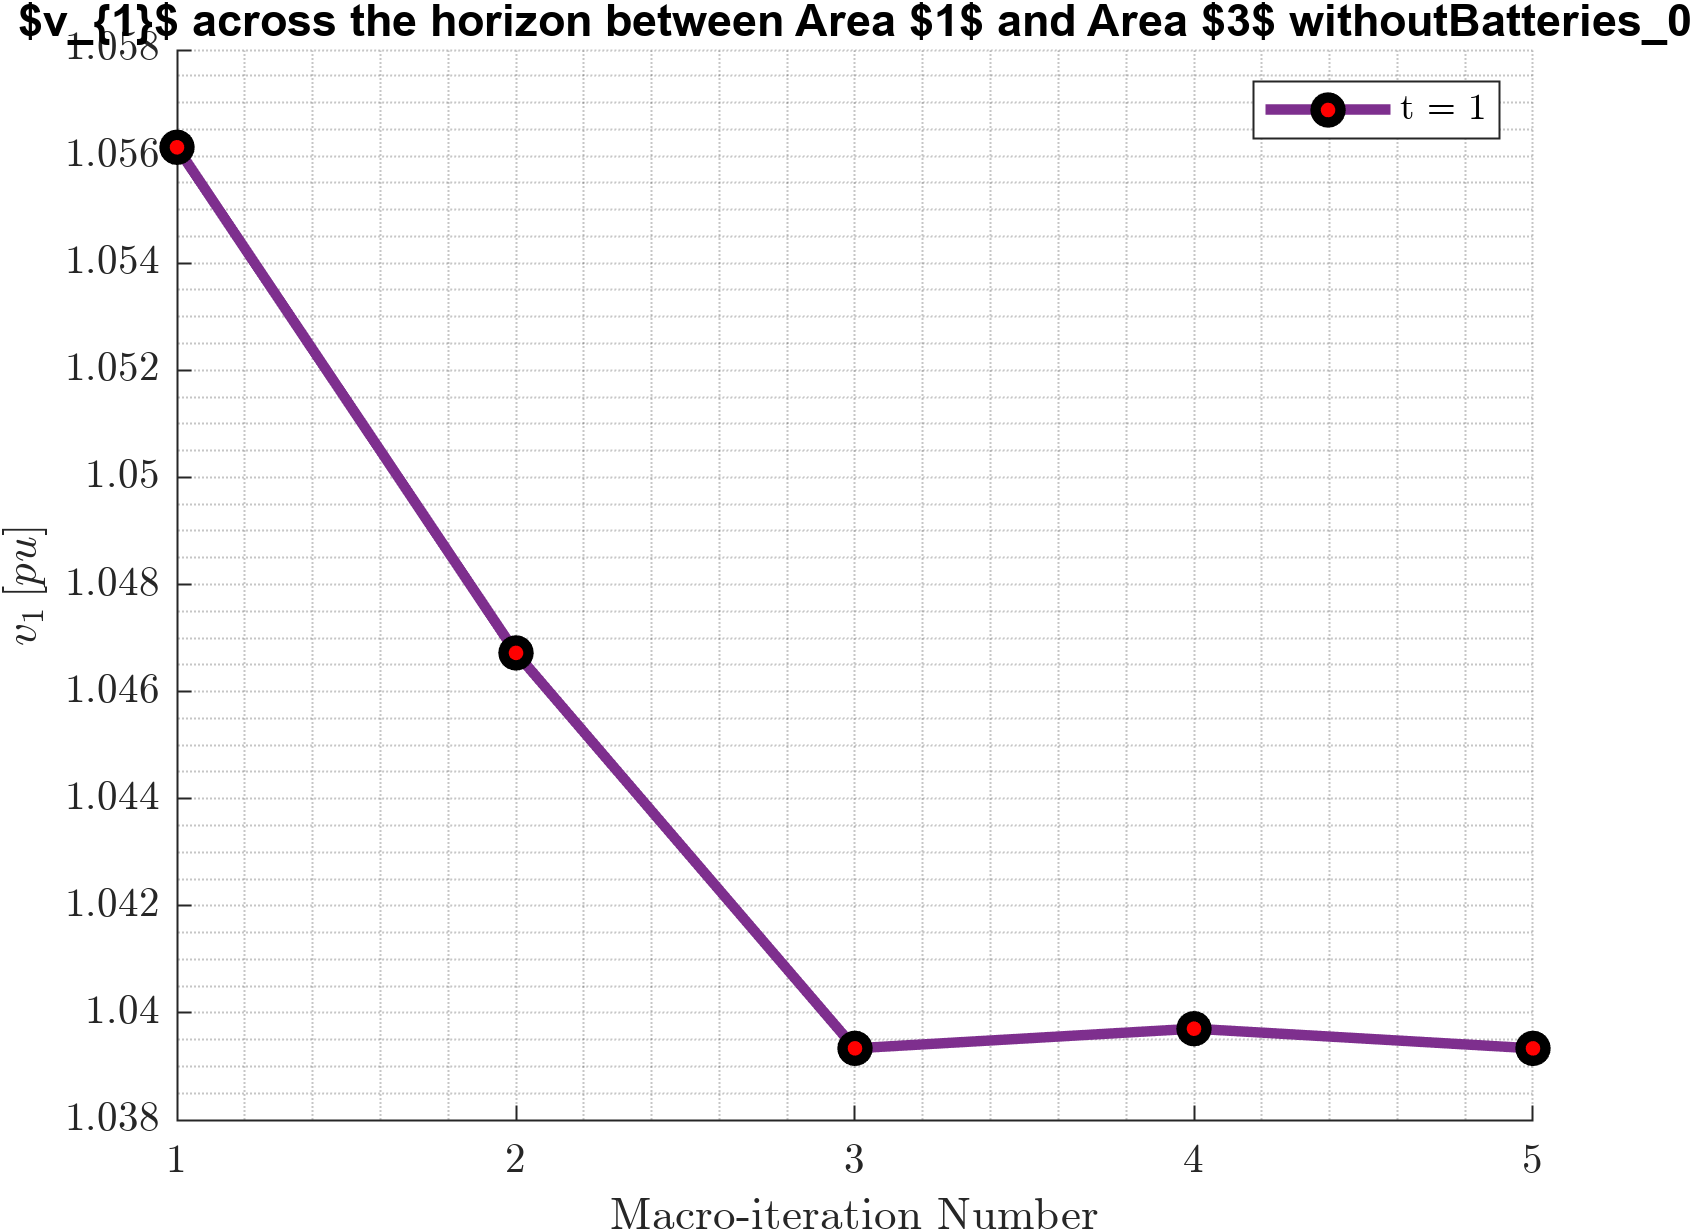 $v_{1}$ across the horizon between Area $1$ and Area $3$ withoutBatteries_0
1.058
t = 1
1.056
1.054
1.052
1.05
1.048
1.046
1.044
1.042
1.04
1.038
v1 [pu]
1 2 3 4 5
Macro-iteration Number